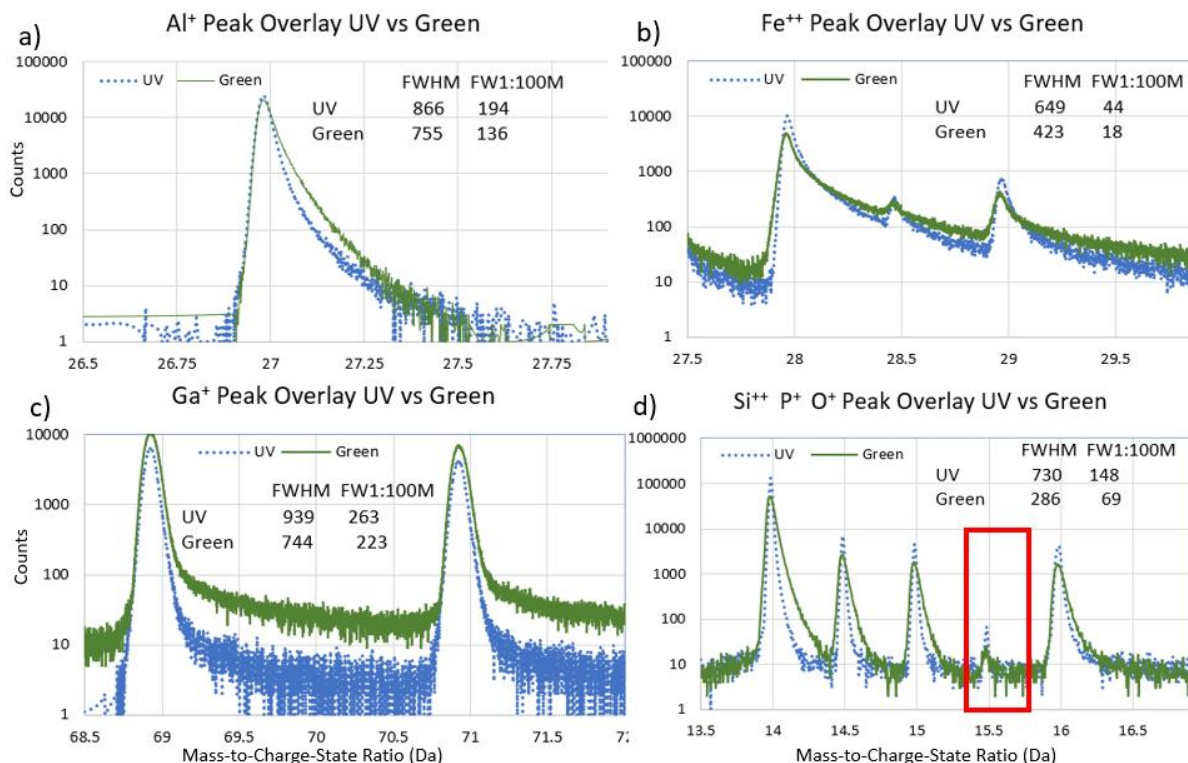 a) Al⁺ Peak Overlay UV vs Green
100000
10000
1000
100
10
1
Counts
UV Green
FWHM FW1:100M
UV 866 194
Green 755 136
26.5 26.75 27 27.25 27.5 27.75
b) Fe⁺⁺ Peak Overlay UV vs Green
100000
10000
1000
100
10
1
UV Green
FWHM FW1:100M
UV 649 44
Green 423 18
27.5 28 28.5 29 29.5
c) Ga⁺ Peak Overlay UV vs Green
10000
1000
100
10
1
Counts
UV Green
FWHM FW1:100M
UV 939 263
Green 744 223
68.5 69 69.5 70 70.5 71 71.5
Mass-to-Charge-State Ratio (Da)
d) Si⁺⁺ P⁺ O⁺ Peak Overlay UV vs Green
1000000
100000
10000
1000
100
10
1
UV Green
FWHM FW1:100M
UV 730 148
Green 286 69
13.5 14 14.5 15 15.5 16 16.5
Mass-to-Charge-State Ratio (Da)